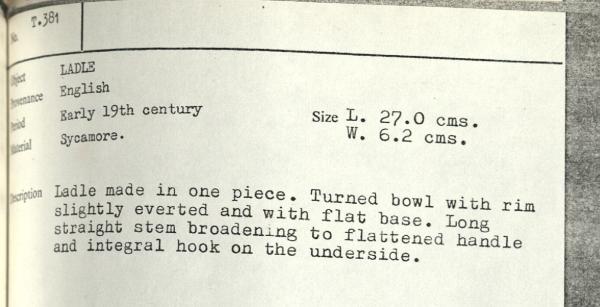 No. T.381
Object LADLE
Provenance English
Period Early 19th century
Material Sycamore.
Size L. 27.0 cms.
W. 6.2 cms.
Description Ladle made in one piece. Turned bowl with rim
slightly everted and with flat base. Long
straight stem broadening to flattened handle
and integral hook on the underside.